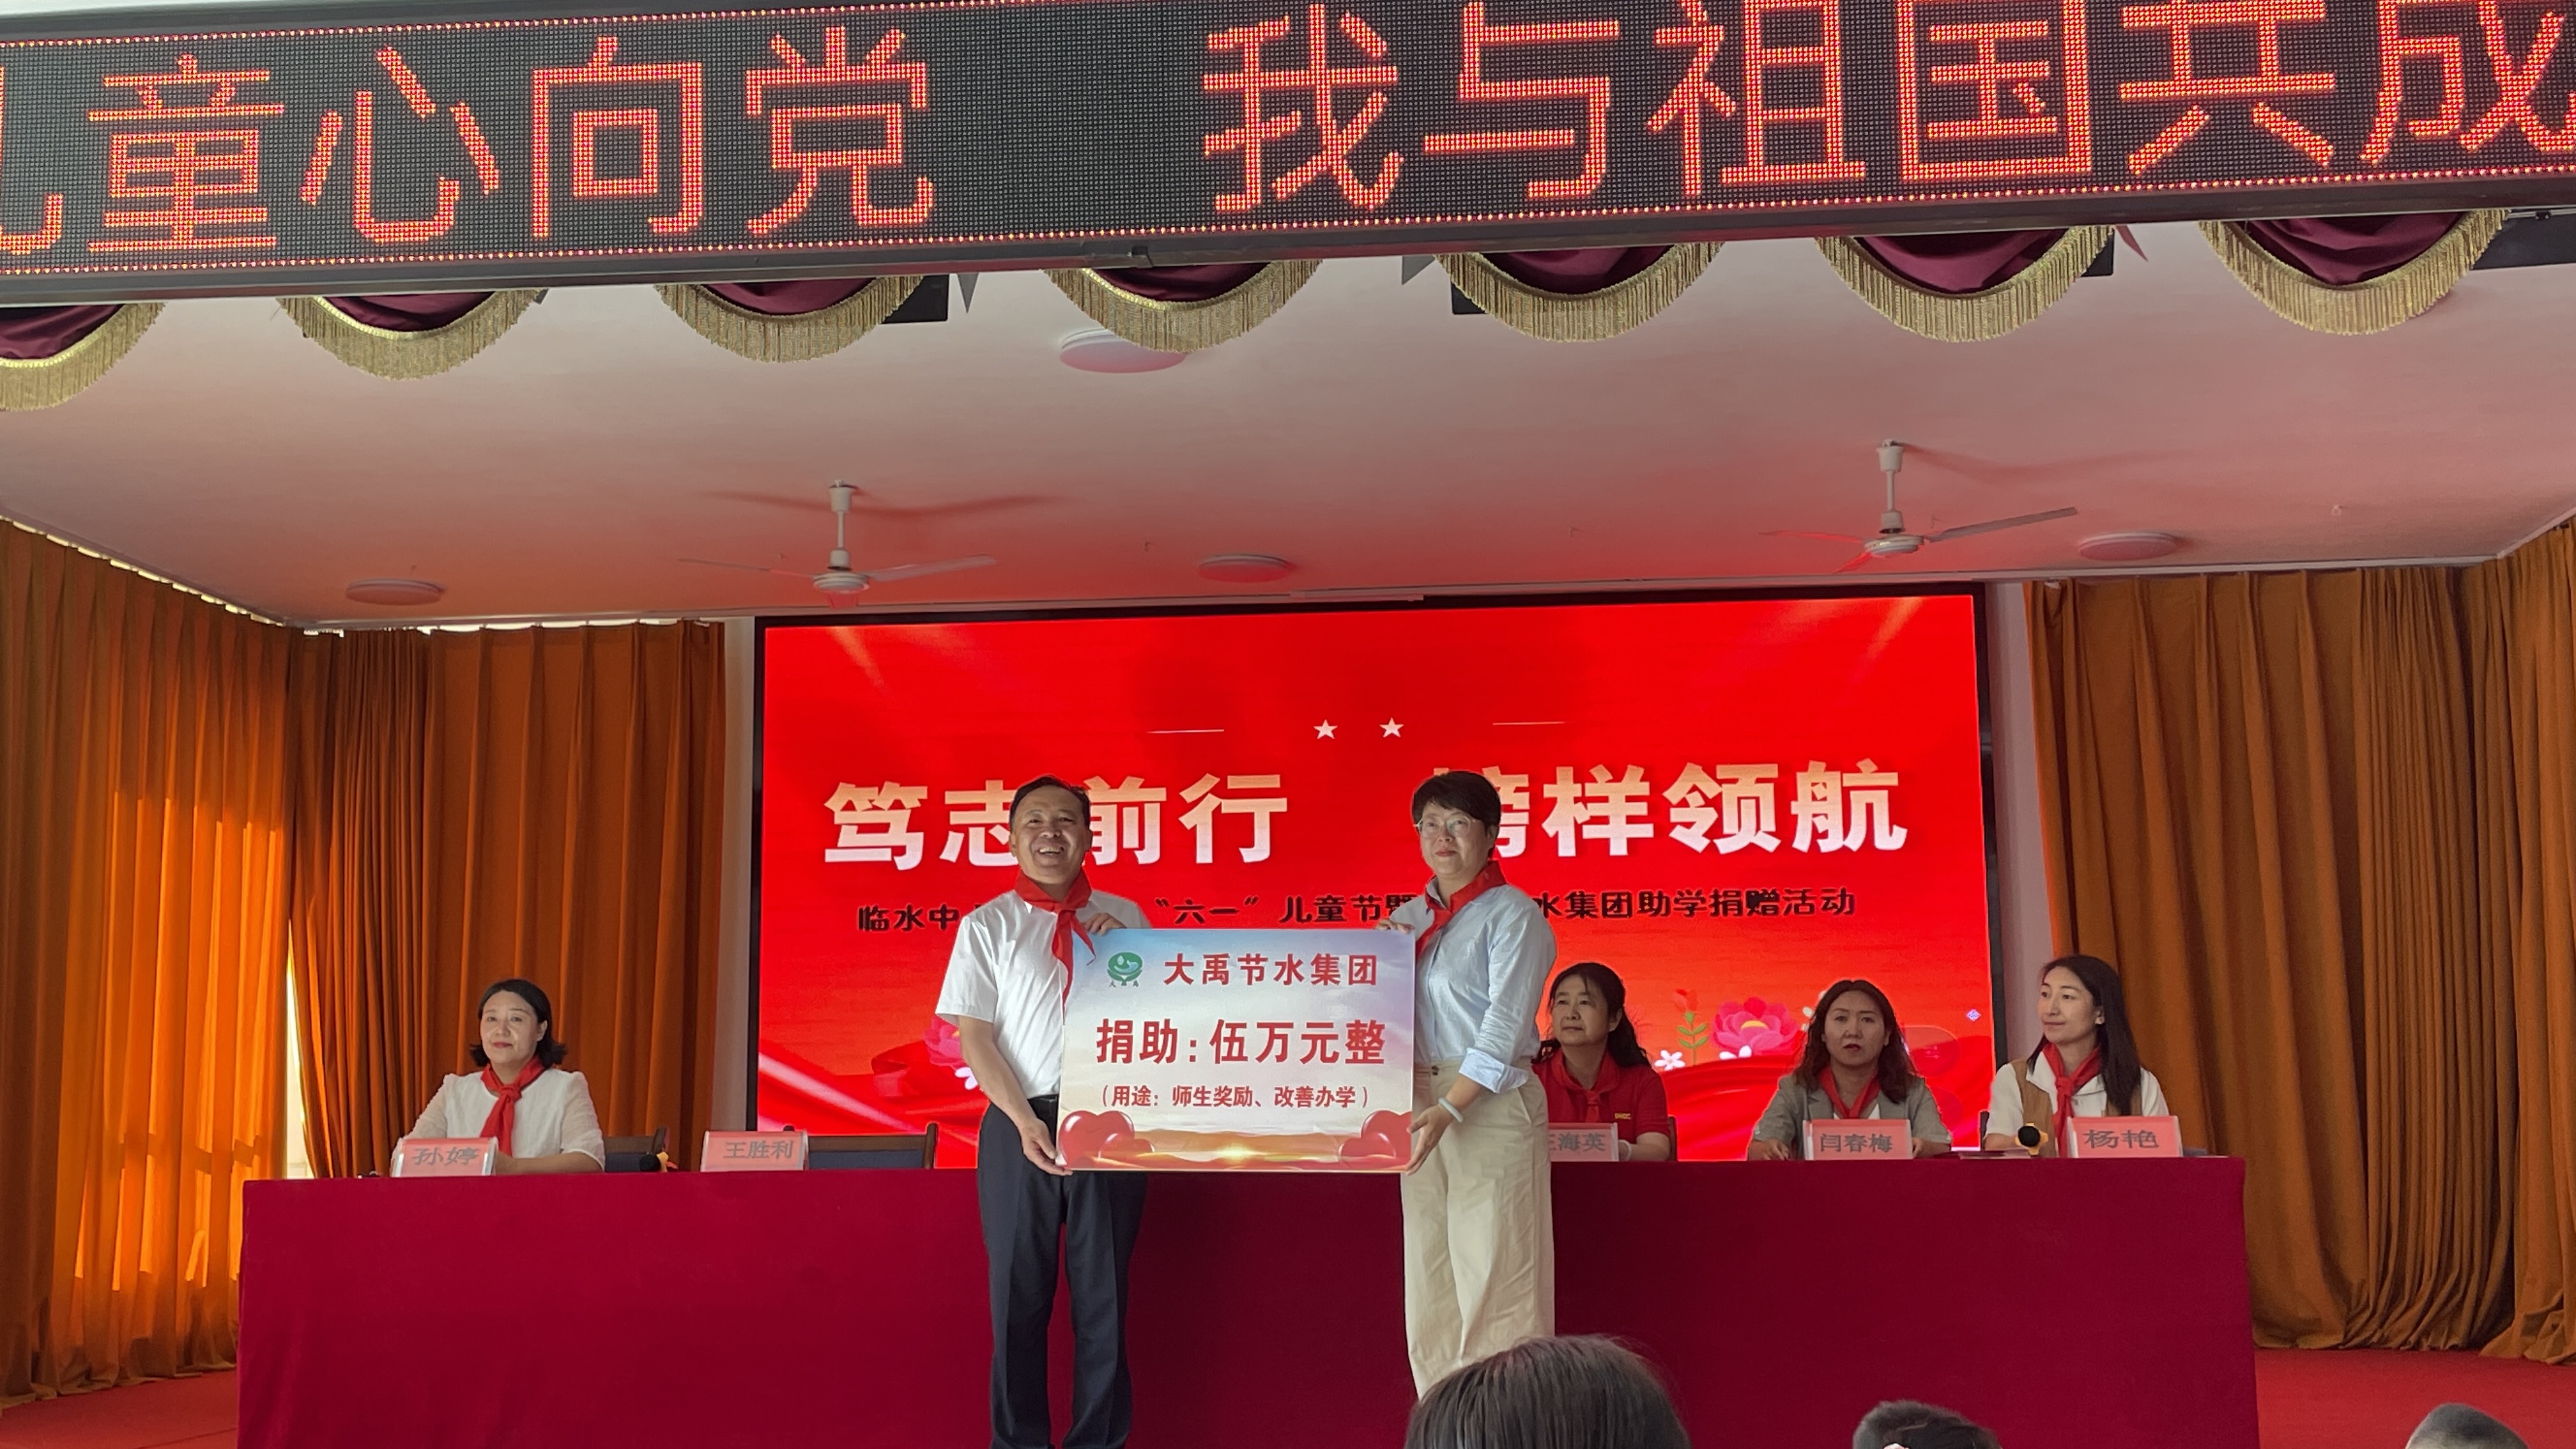 童心向党 我与祖国共成
笃志前行 榜样领航
临水中 "六一"儿童节暨 水集团助学捐赠活动
大禹节水集团
捐助：伍万元整
（用途：师生奖励、改善办学）
孙婷
王胜利
海英
闫春梅
杨艳